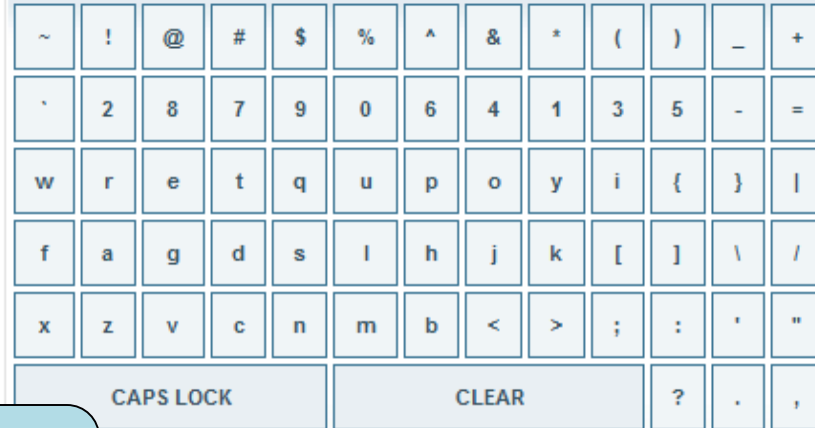 ~ ! @ # $ % ^ & * ( ) _ +
` 2 8 7 9 0 6 4 1 3 5 - =
w r e t q u p o y i { } |
f a g d s l h j k [ ] \ /
x z v c n m b < > ; : ' "
CAPS LOCK CLEAR ? . ,